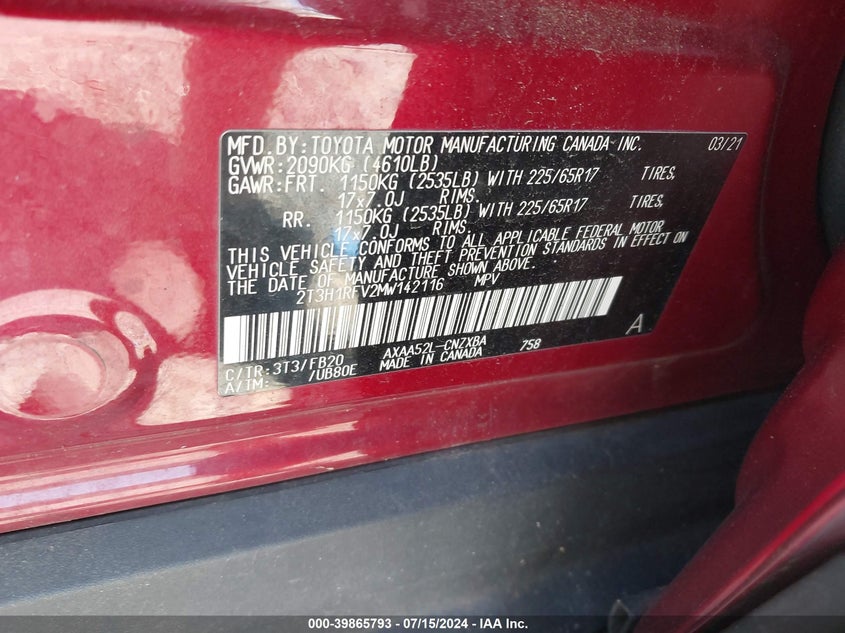 MFD.BY:TOYOTA MOTOR MANUFACTURING CANADA INC. 03/21
GVWR:2090KG (4610LB)
GAWR:FRT. 1150KG (2535LB) WITH 225/65R17 TIRES,
17x7.0J RIMS.
RR. 1150KG (2535LB) WITH 225/65R17 TIRES,
17x7.0J RIMS.
THIS VEHICLE CONFORMS TO ALL APPLICABLE FEDERAL MOTOR
VEHICLE SAFETY AND THEFT PREVENTION STANDARDS IN EFFECT ON
THE DATE OF MANUFACTURE SHOWN ABOVE.
2T3H1RFV2MW142116 MPV
A
C/TR:3T3/FB20 AXAA52L-CNZXBA 758
A/TM: /UB80E MADE IN CANADA
000-39865793 - 07/15/2024 - IAA Inc.